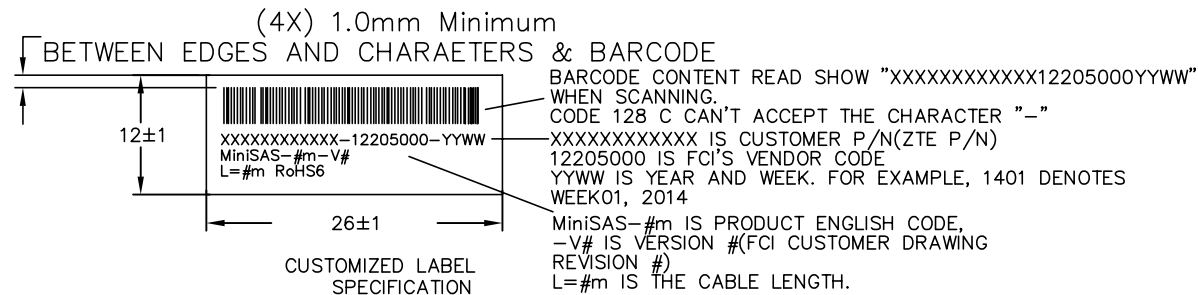 (4X) 1.0mm Minimum
BETWEEN EDGES AND CHARAETERS & BARCODE
BARCODE CONTENT READ SHOW "XXXXXXXXXXXX12205000YYWW"
WHEN SCANNING.
CODE 128 C CAN'T ACCEPT THE CHARACTER "-"
12±1
XXXXXXXXXXXX-12205000-YYWW
MiniSAS-#m-V#
L=#m RoHS6
XXXXXXXXXXXX IS CUSTOMER P/N(ZTE P/N)
12205000 IS FCI'S VENDOR CODE
YYWW IS YEAR AND WEEK. FOR EXAMPLE, 1401 DENOTES
WEEK01, 2014
26±1
MiniSAS-#m IS PRODUCT ENGLISH CODE,
-V# IS VERSION #(FCI CUSTOMER DRAWING
REVISION #)
L=#m IS THE CABLE LENGTH.
CUSTOMIZED LABEL
SPECIFICATION